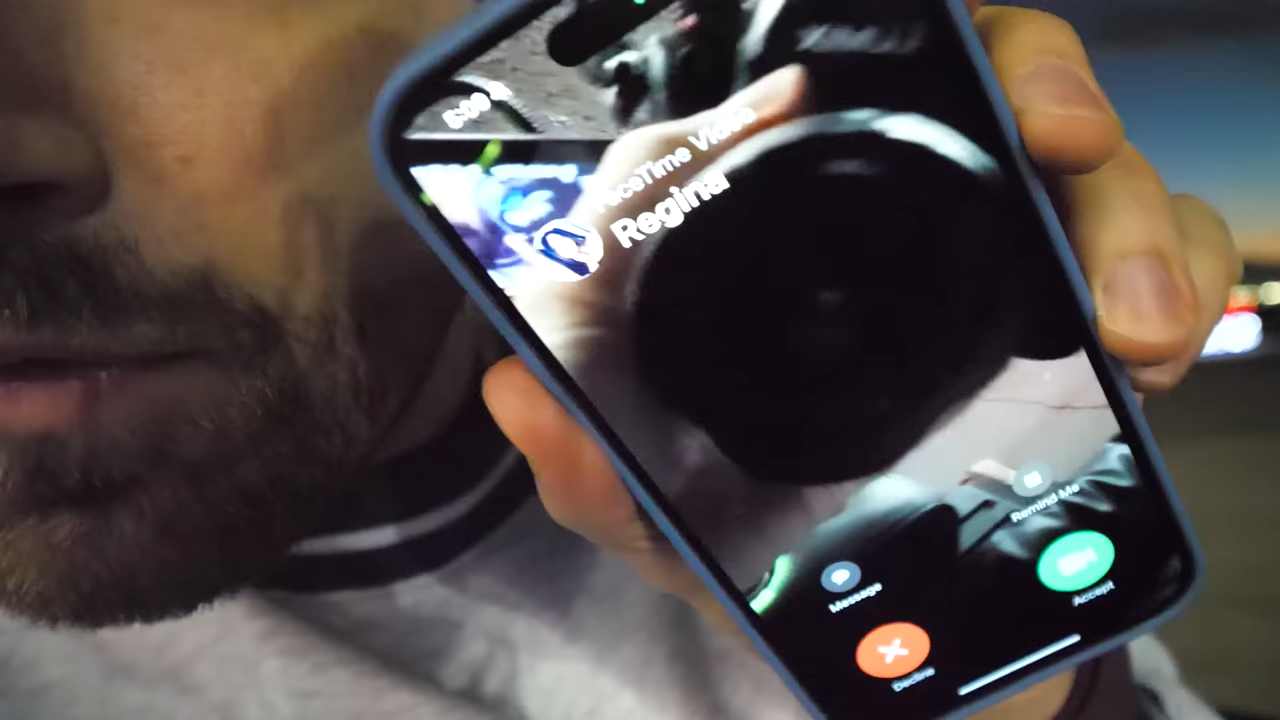 FaceTime Video
Regina
Remind Me
Message
Accept
Decline